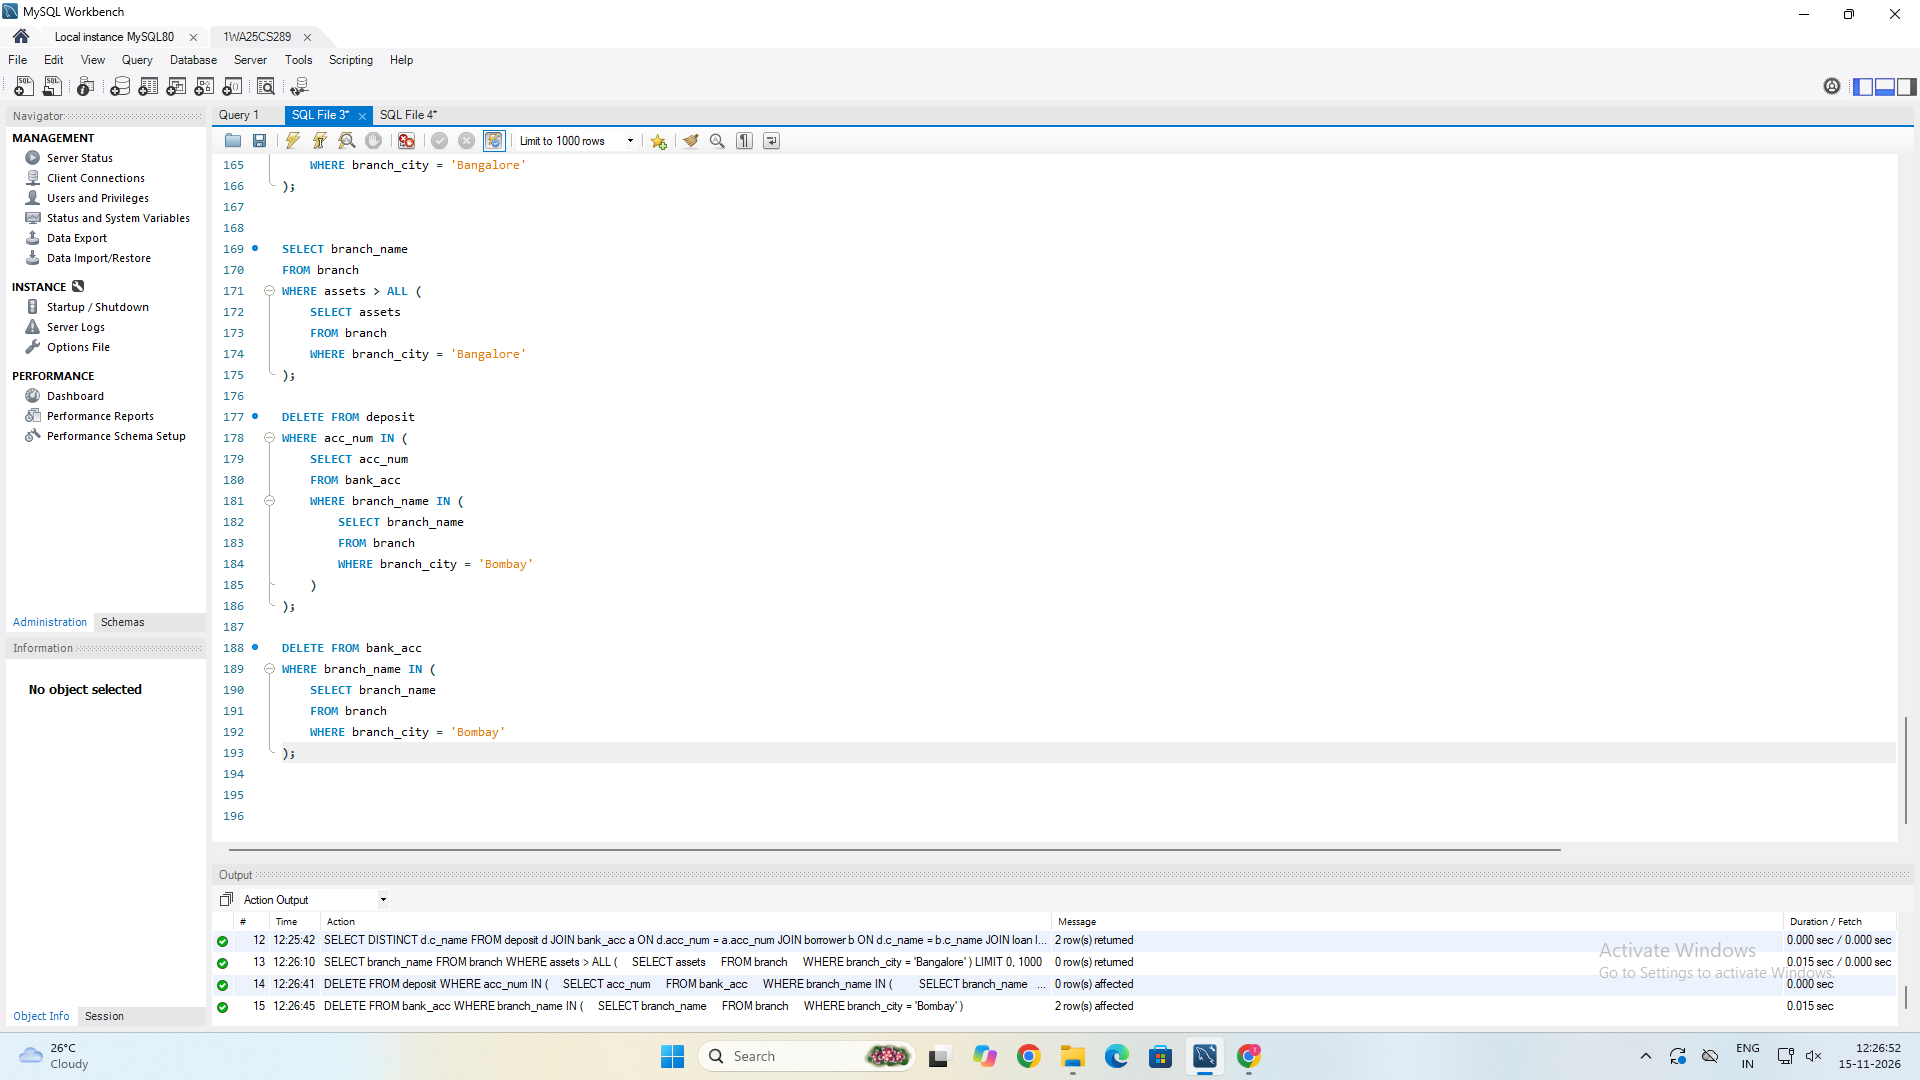 MySQL Workbench
Local instance MySQL80
1WA25CS289
File Edit View Query Database Server Tools Scripting Help
Navigator
Query 1
SQL File 3*
SQL File 4*
MANAGEMENT
Server Status
Client Connections
Users and Privileges
Status and System Variables
Data Export
Data Import/Restore
INSTANCE
Startup / Shutdown
Server Logs
Options File
PERFORMANCE
Dashboard
Performance Reports
Performance Schema Setup
Administration Schemas
Information
No object selected
Object Info Session
Limit to 1000 rows
165 WHERE branch_city = 'Bangalore'
166 );
167
168
169 SELECT branch_name
170 FROM branch
171 WHERE assets > ALL (
172 SELECT assets
173 FROM branch
174 WHERE branch_city = 'Bangalore'
175 );
176
177 DELETE FROM deposit
178 WHERE acc_num IN (
179 SELECT acc_num
180 FROM bank_acc
181 WHERE branch_name IN (
182 SELECT branch_name
183 FROM branch
184 WHERE branch_city = 'Bombay'
185 )
186 );
187
188 DELETE FROM bank_acc
189 WHERE branch_name IN (
190 SELECT branch_name
191 FROM branch
192 WHERE branch_city = 'Bombay'
193 );
194
195
196
Output
Action Output
# Time Action Message Duration / Fetch
12 12:25:42 SELECT DISTINCT d.c_name FROM deposit d JOIN bank_acc a ON d.acc_num = a.acc_num JOIN borrower b ON d.c_name = b.c_name JOIN loan l... 2 row(s) returned 0.000 sec / 0.000 sec
13 12:26:10 SELECT branch_name FROM branch WHERE assets > ALL ( SELECT assets FROM branch WHERE branch_city = 'Bangalore' ) LIMIT 0, 1000 0 row(s) returned 0.015 sec / 0.000 sec
14 12:26:41 DELETE FROM deposit WHERE acc_num IN ( SELECT acc_num FROM bank_acc WHERE branch_name IN ( SELECT branch_name ... 0 row(s) affected 0.000 sec
15 12:26:45 DELETE FROM bank_acc WHERE branch_name IN ( SELECT branch_name FROM branch WHERE branch_city = 'Bombay' ) 2 row(s) affected 0.015 sec
Activate Windows
Go to Settings to activate Windows.
26°C
Cloudy
Search
ENG
IN
12:26:52
15-11-2026